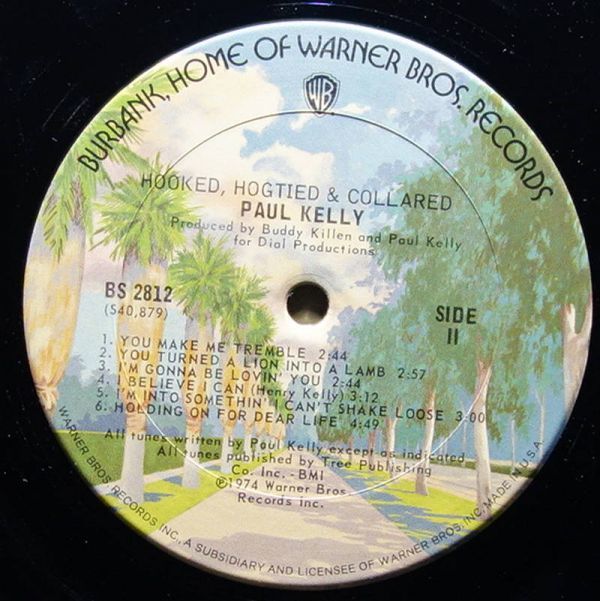 BURBANK, HOME OF WARNER BROS. RECORDS
WB
HOOKED, HOGTIED & COLLARED
PAUL KELLY
Produced by Buddy Killen and Paul Kelly
for Dial Productions
BS 2812
(540,879)
SIDE
II
1. YOU MAKE ME TREMBLE 2:44
2. YOU TURNED A LION INTO A LAMB 2:57
3. I'M GONNA BE LOVIN' YOU 2:44
4. I BELIEVE I CAN (Henry Kelly) 3:12
5. I'M INTO SOMETHIN' I CAN'T SHAKE LOOSE 3:00
6. HOLDING ON FOR DEAR LIFE 4:49
All tunes written by Paul Kelly except as indicated
All tunes published by Tree Publishing
Co. Inc. - BMI
℗1974 Warner Bros.
Records Inc.
WARNER BROS. RECORDS INC., A SUBSIDIARY AND LICENSEE OF WARNER BROS. INC. MADE IN U.S.A.